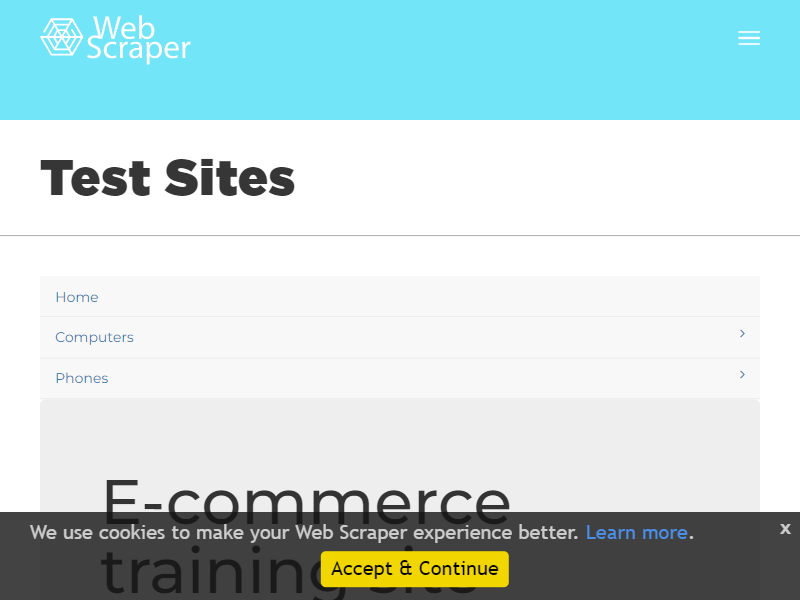 Web
Scraper
Test Sites
Home
Computers
Phones
E-commerce
training site
We use cookies to make your Web Scraper experience better. Learn more.
x
Accept & Continue